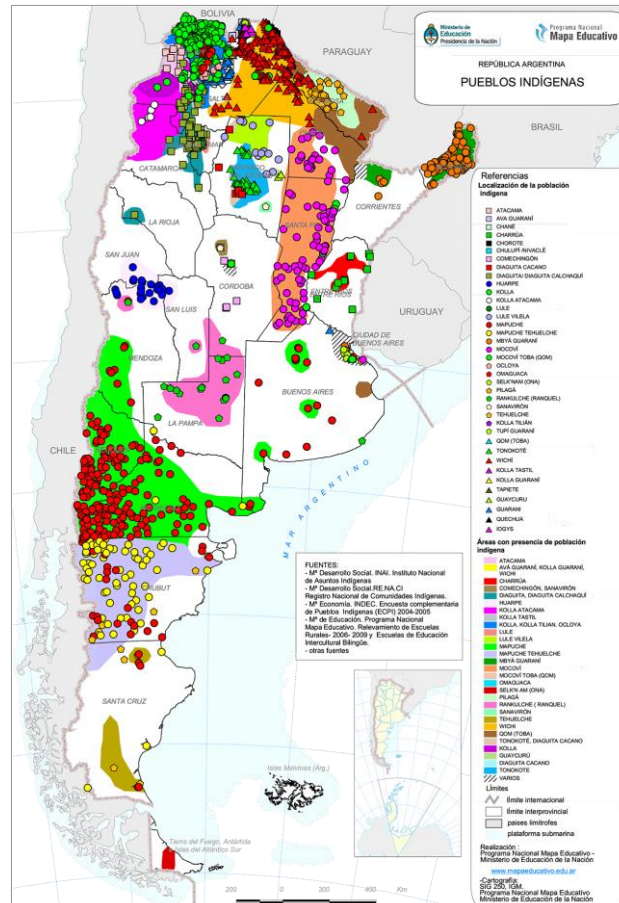 BOLIVIA
PARAGUAY
BRASIL
URUGUAY
CHILE
Ministerio de
Educación
Presidencia de la Nación
Programa Nacional
Mapa Educativo
REPÚBLICA ARGENTINA
PUEBLOS INDÍGENAS
CATAMARCA
LA RIOJA
SAN JUAN
SAN LUIS
CORDOBA
CORRIENTES
ENTRE RIOS
CIUDAD DE
BUENOS AIRES
MENDOZA
BUENOS AIRES
LA PAMPA
SANTA CRUZ
MAR ARGENTINO
Islas Malvinas (Arg.)
Tierra del Fuego, Antártida
e Islas del Atlántico Sur
200 0 200 400 Km
FUENTES:
- Mº Desarrollo Social. INAI. Instituto Nacional
de Asuntos Indígenas
- Mº Desarrollo Social.RE.NA.CI
Registro Nacional de Comunidades Indígenas.
- Mº Economía. INDEC. Encuesta complementaria
de Pueblos Indígenas (ECPI) 2004-2005
- Mº de Educación. Programa Nacional
Mapa Educativo. Relevamiento de Escuelas
Rurales- 2006- 2009 y Escuelas de Educación
Intercultural Bilingüe.
- otras fuentes
Referencias
Localización de la población
indígena
ATACAMA
AVA GUARANÍ
CHANÉ
CHARRÚA
CHOROTE
CHULUPÍ /NIVACLÉ
COMECHINGÓN
DIAGUITA CACANO
DIAGUITA/ DIAGUITA CALCHAQUÍ
HUARPE
KOLLA
KOLLA ATACAMA
LULE
LULE VILELA
MAPUCHE
MAPUCHE TEHUELCHE
MBYÁ GUARANÍ
MOCOVÍ
MOCOVÍ TOBA (QOM)
OCLOYA
OMAGUACA
SELK'NAM (ONA)
PILAGÁ
RANKULCHE (RANQUEL)
SANAVIRÓN
TEHUELCHE
KOLLA TILIÁN
TUPÍ GUARANÍ
QOM (TOBA)
TONOKOTÉ
WICHI
KOLLA TASTIL
KOLLA GUARANÍ
TAPIETE
GUAYCURU
GUARANI
QUECHUA
IOGYS
Áreas con presencia de población
indígena
ATACAMA
AVÁ GUARANÍ, KOLLA GUARANÍ,
WICHI
CHARRÚA
COMECHINGÓN, SANAVIRÓN
DIAGUITA, DIAGUITA CALCHAQUÍ
HUARPE
KOLLA ATACAMA
KOLLA TASTIL
KOLLA, KOLLA TILIAN, OCLOYA
LULE
LULE VILELA
MAPUCHE
MAPUCHE TEHUELCHE
MBYÁ GUARANÍ
MOCOVÍ
MOCOVÍ TOBA (QOM)
OMAGUACA
SELK'N AM (ONA)
PILAGÁ
RANKULCHE ( RANQUEL)
SANAVIRÓN
TEHUELCHE
WICHI
QOM (TOBA)
TONOKOTÉ, DIAGUITA CACANO
KOLLA
GUAYCURÚ
DIAGUITA CACANO
TONOKOTE
VARIOS
Límites
límite internacional
límite interprovincial
paises limítrofes
plataforma submarina
Realización :
Programa Nacional Mapa Educativo -
Ministerio de Educación de la Nación
www.mapaeducativo.edu.ar
-Cartografía:
SIG 250, IGM.
Programa Nacional Mapa Educativo
Ministerio de Educación de la Nación